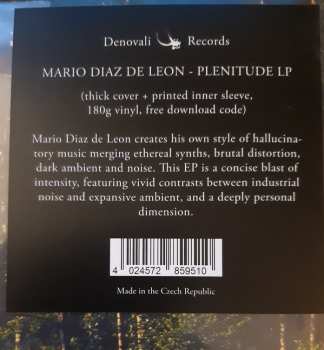 Denovali Records
MARIO DIAZ DE LEON - PLENITUDE LP
(thick cover + printed inner sleeve,
180g vinyl, free download code)
Mario Diaz de Leon creates his own style of hallucina-
tory music merging ethereal synths, brutal distortion,
dark ambient and noise. This EP is a concise blast of
intensity, featuring vivid contrasts between industrial
noise and expansive ambient, and a deeply personal
dimension.
4 024572 859510
Made in the Czech Republic